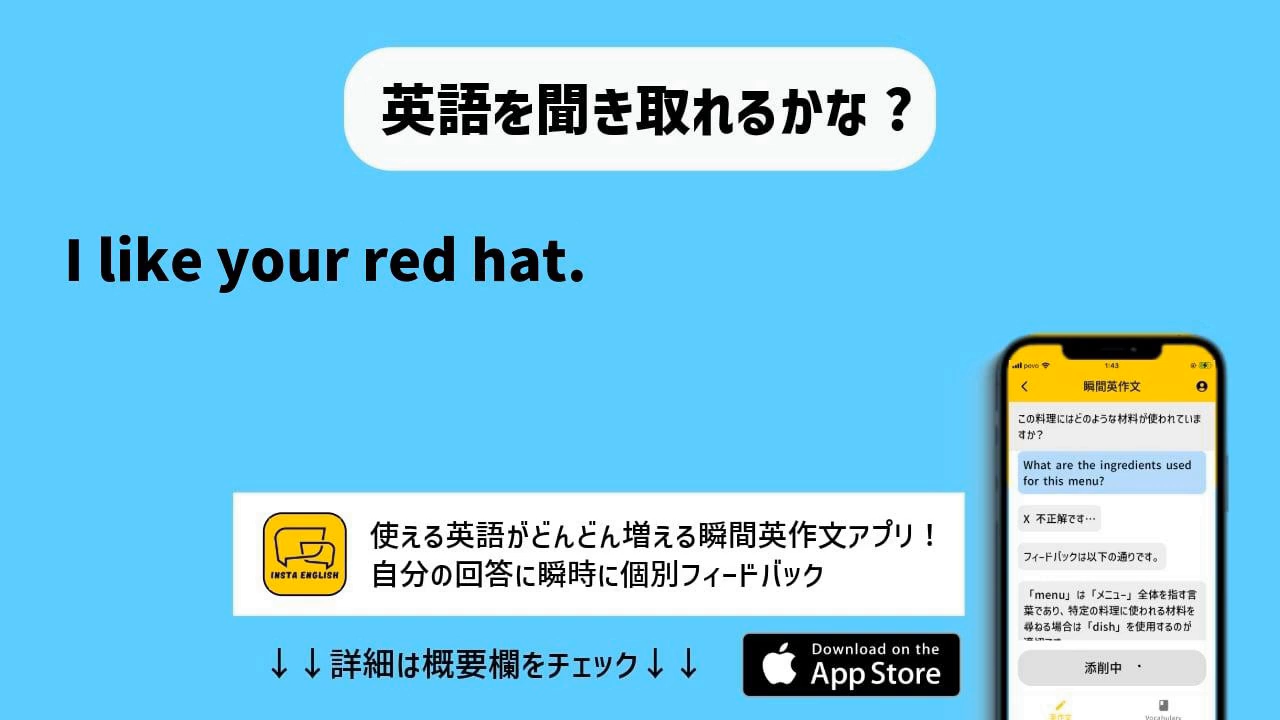 英語を聞き取れるかな？
I like your red hat.
povo
1:43
瞬間英作文
この料理にはどのような材料が使われていま
すか？
What are the ingredients used
for this menu?
X 不正解です…
フィードバックは以下の通りです。
「menu」は「メニュー」全体を指す言
葉であり、特定の料理に使われる材料を
尋ねる場合は「dish」を使用するのが
添削中
英作文
Vocabulary
INSTA ENGLISH
使える英語がどんどん増える瞬間英作文アプリ！
自分の回答に瞬時に個別フィードバック
↓↓詳細は概要欄をチェック↓↓
Download on the
App Store